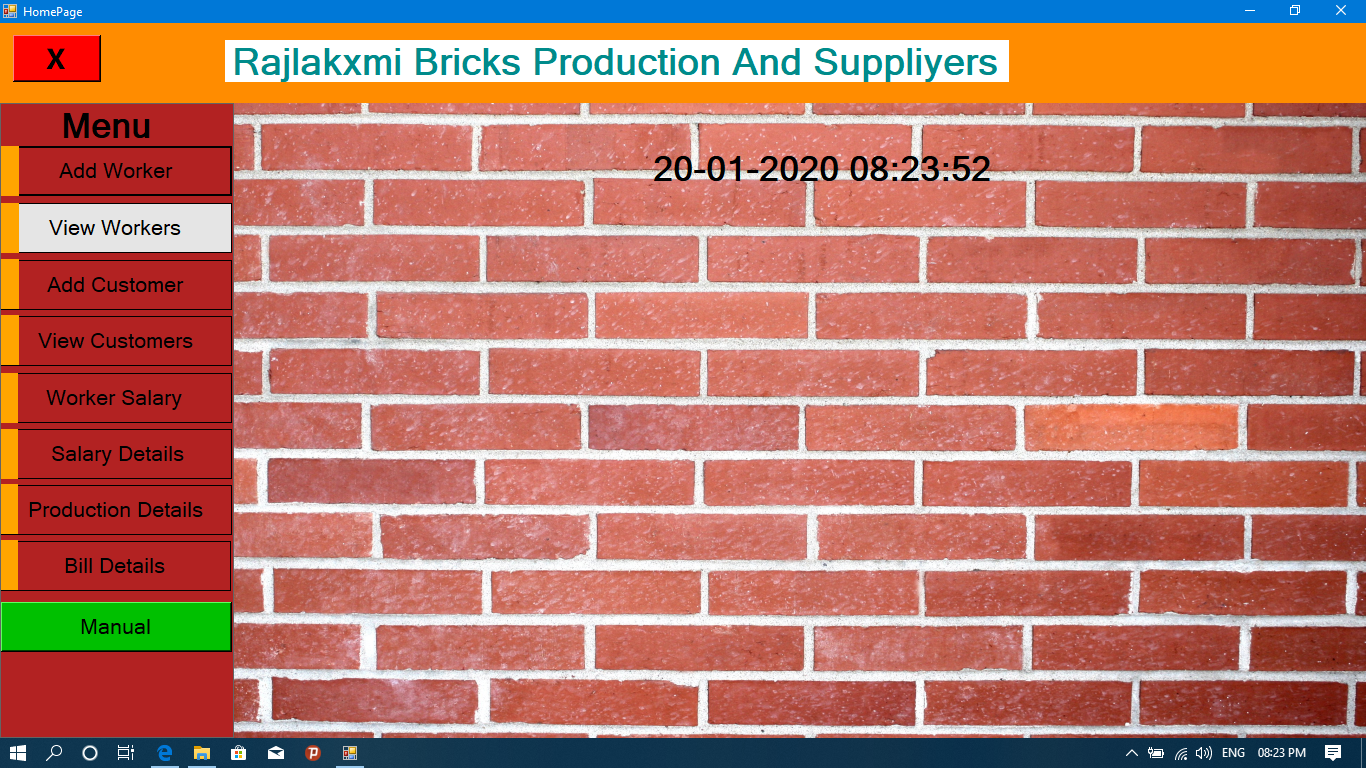 HomePage
X
Rajlakxmi Bricks Production And Suppliyers
Menu
20-01-2020 08:23:52
Add Worker
View Workers
Add Customer
View Customers
Worker Salary
Salary Details
Production Details
Bill Details
Manual
ENG 08:23 PM